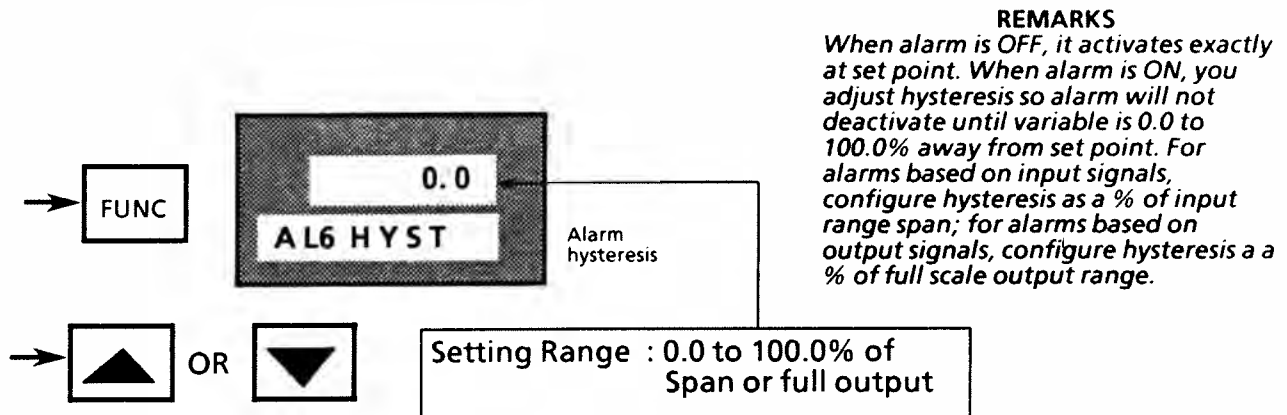 REMARKS
When alarm is OFF, it activates exactly
at set point. When alarm is ON, you
adjust hysteresis so alarm will not
deactivate until variable is 0.0 to
100.0% away from set point. For
alarms based on input signals,
configure hysteresis as a % of input
range span; for alarms based on
output signals, configure hysteresis a a
% of full scale output range.
FUNC
0.0
AL6 HYST
Alarm
hysteresis
OR
Setting Range : 0.0 to 100.0% of
Span or full output